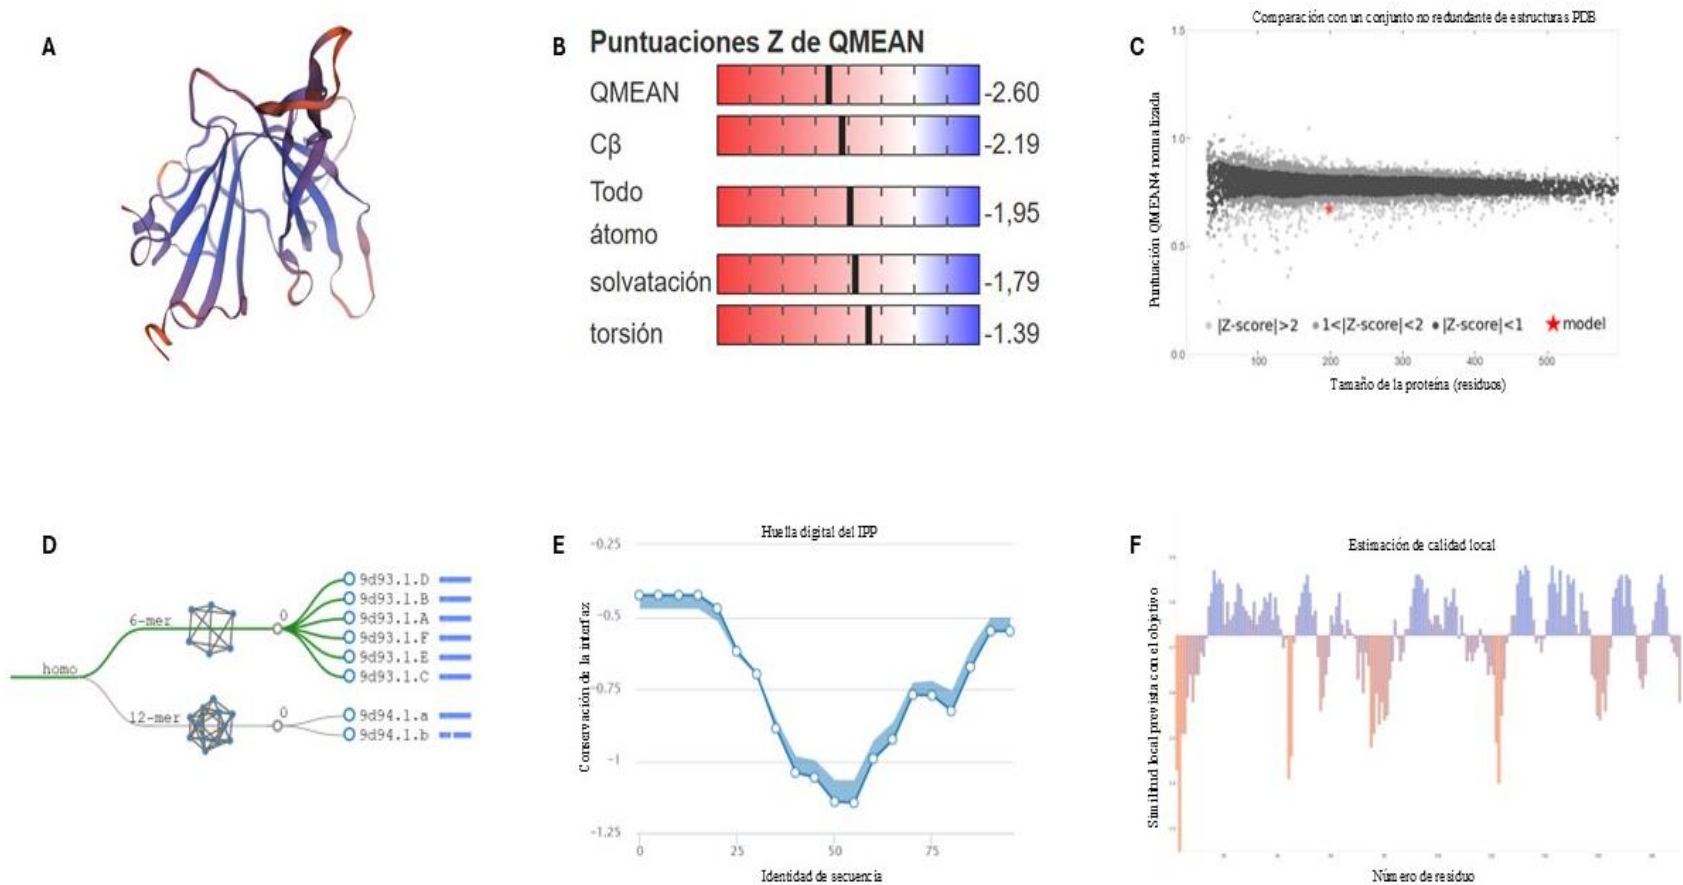 A
B
Puntuaciones Z de QMEAN
QMEAN
-2.60
Cβ
-2.19
Todo
átomo
-1,95
solvatación
-1,79
torsión
-1.39
C
Comparación con un conjunto no redundante de estructuras PDB
Puntuación QMEAN4 normalizada
1.5
1.0
0.5
0.0
|Z-score|>2
1<|Z-score|<2
|Z-score|<1
model
100
200
300
400
500
Tamaño de la proteína (residuos)
D
homo
6-mer
0
9d93.1.D
9d93.1.B
9d93.1.A
9d93.1.F
9d93.1.E
9d93.1.C
12-mer
0
9d94.1.a
9d94.1.b
E
Huella digital del IPP
Conservación de la interfaz
-0.25
-0.5
-0.75
-1
-1.25
0
25
50
75
Identidad de secuencia
F
Estimación de calidad local
Similitud local prevista con el objetivo
Número de residuo